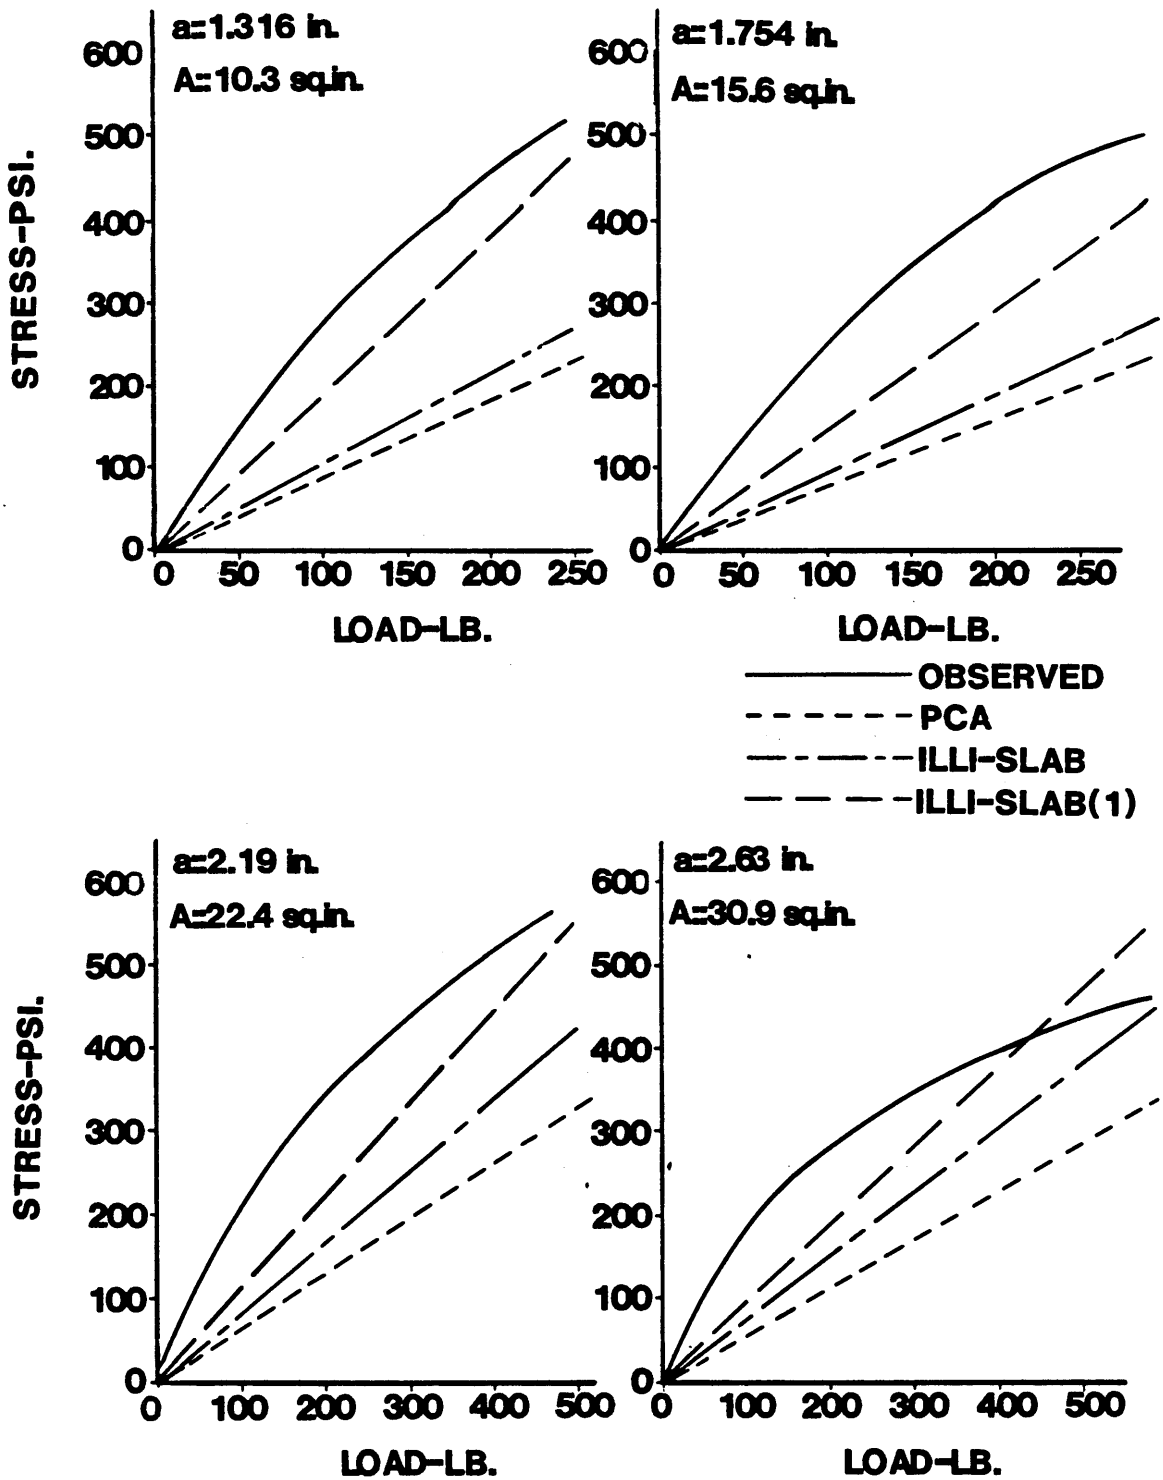 a=1.316 in.
A=10.3 sq.in.
600
500
400
300
200
100
0
STRESS-PSI.
0 50 100 150 200 250
LOAD-LB.
a=1.754 in.
A=15.6 sq.in.
600
500
400
300
200
100
0
0 50 100 150 200 250
LOAD-LB.
OBSERVED
PCA
ILLI-SLAB
ILLI-SLAB(1)
a=2.19 in.
A=22.4 sq.in.
600
500
400
300
200
100
0
STRESS-PSI.
0 100 200 300 400 500
LOAD-LB.
a=2.63 in.
A=30.9 sq.in.
600
500
400
300
200
100
0
0 100 200 300 400 500
LOAD-LB.